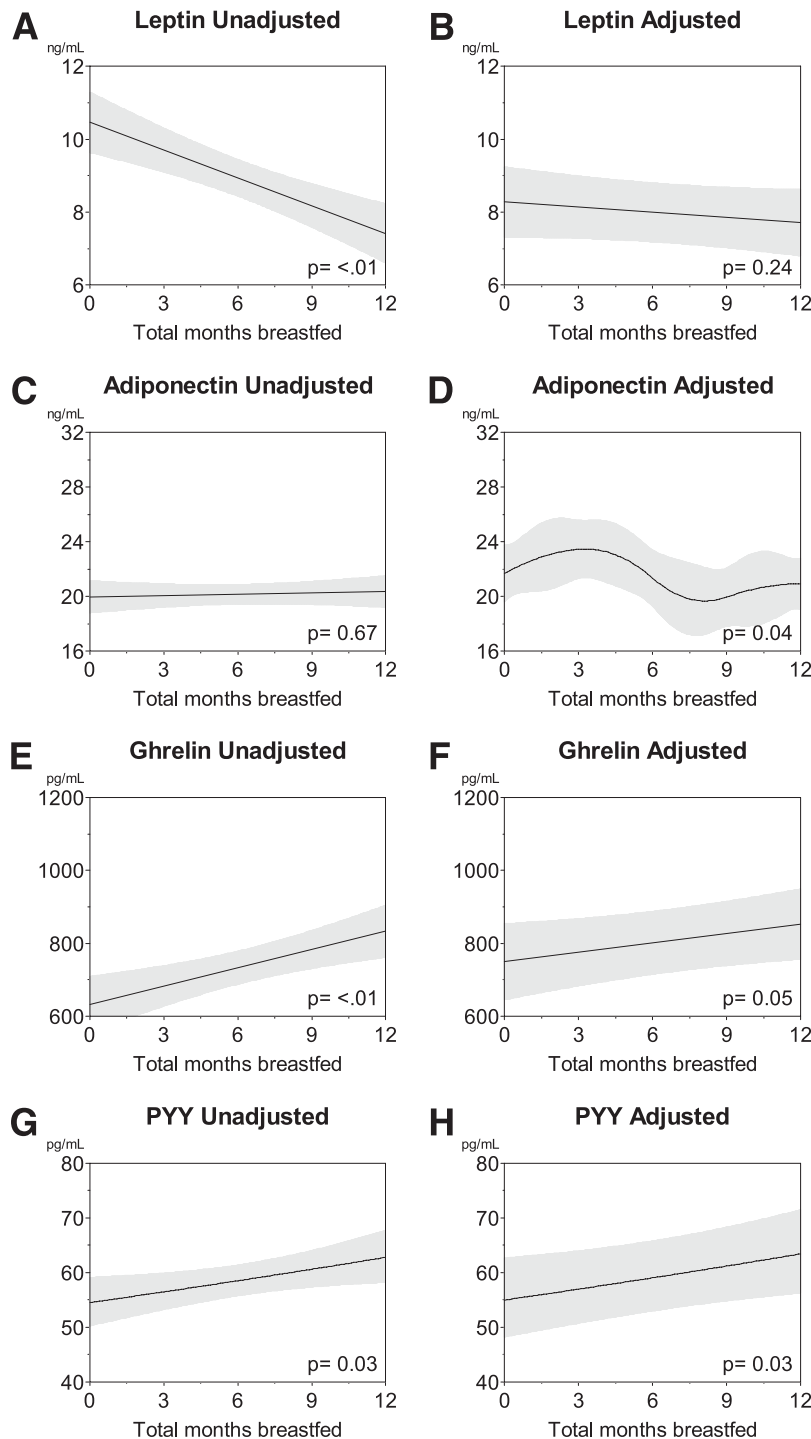 A Leptin Unadjusted
ng/mL
12
10
8
6
p= <.01
0 3 6 9 12
Total months breastfed
B Leptin Adjusted
ng/mL
12
10
8
6
p= 0.24
0 3 6 9 12
Total months breastfed
C Adiponectin Unadjusted
ng/mL
32
28
24
20
16
p= 0.67
0 3 6 9 12
Total months breastfed
D Adiponectin Adjusted
ng/mL
32
28
24
20
16
p= 0.04
0 3 6 9 12
Total months breastfed
E Ghrelin Unadjusted
pg/mL
1200
1000
800
600
p= <.01
0 3 6 9 12
Total months breastfed
F Ghrelin Adjusted
pg/mL
1200
1000
800
600
p= 0.05
0 3 6 9 12
Total months breastfed
G PYY Unadjusted
pg/mL
80
70
60
50
40
p= 0.03
0 3 6 9 12
Total months breastfed
H PYY Adjusted
pg/mL
80
70
60
50
40
p= 0.03
0 3 6 9 12
Total months breastfed